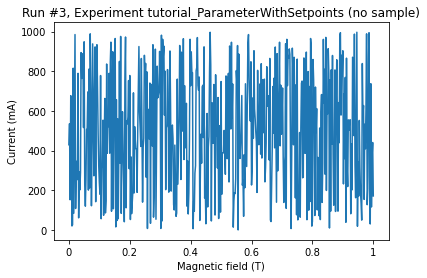 Run #3, Experiment tutorial_ParameterWithSetpoints (no sample)
1000
800
600
400
200
0
Current (mA)
0 0.2 0.4 0.6 0.8 1
Magnetic field (T)